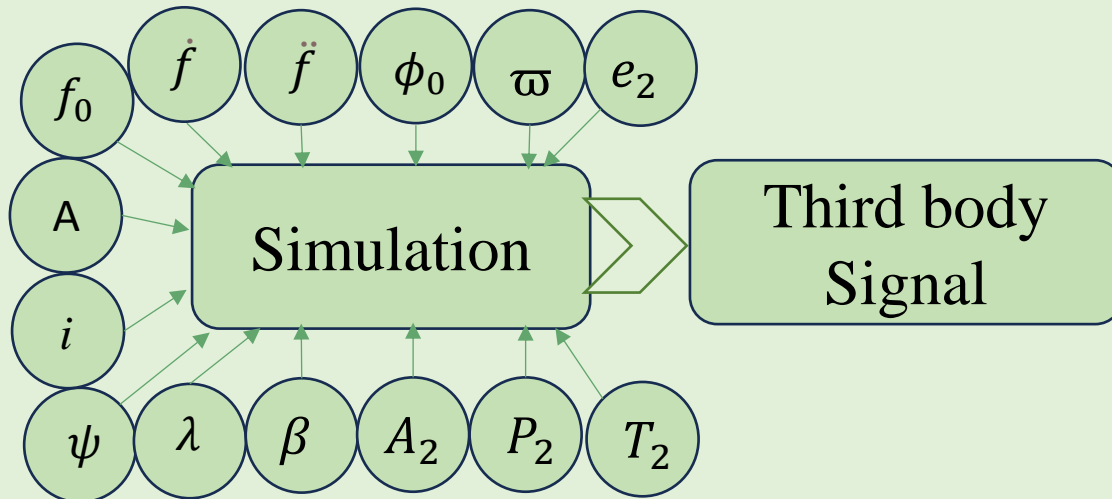 ḟ
f̈
ϕ₀
ϖ
e₂
f₀
A
i
Simulation
Third body
Signal
ψ
λ
β
A₂
P₂
T₂